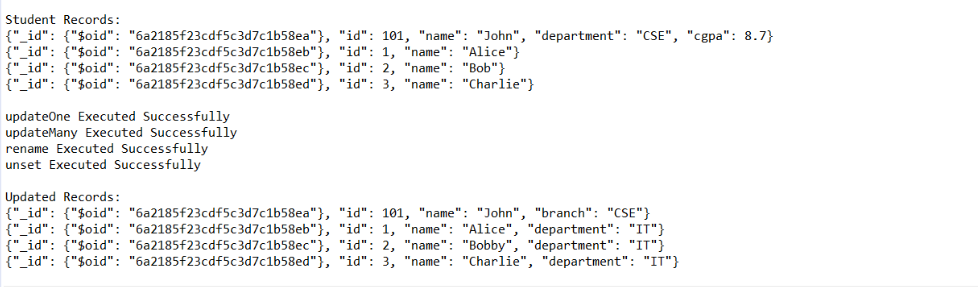 Student Records:
{"_id": {"$oid": "6a2185f23cdf5c3d7c1b58ea"}, "id": 101, "name": "John", "department": "CSE", "cgpa": 8.7}
{"_id": {"$oid": "6a2185f23cdf5c3d7c1b58eb"}, "id": 1, "name": "Alice"}
{"_id": {"$oid": "6a2185f23cdf5c3d7c1b58ec"}, "id": 2, "name": "Bob"}
{"_id": {"$oid": "6a2185f23cdf5c3d7c1b58ed"}, "id": 3, "name": "Charlie"}
updateOne Executed Successfully
updateMany Executed Successfully
rename Executed Successfully
unset Executed Successfully
Updated Records:
{"_id": {"$oid": "6a2185f23cdf5c3d7c1b58ea"}, "id": 101, "name": "John", "branch": "CSE"}
{"_id": {"$oid": "6a2185f23cdf5c3d7c1b58eb"}, "id": 1, "name": "Alice", "department": "IT"}
{"_id": {"$oid": "6a2185f23cdf5c3d7c1b58ec"}, "id": 2, "name": "Bobby", "department": "IT"}
{"_id": {"$oid": "6a2185f23cdf5c3d7c1b58ed"}, "id": 3, "name": "Charlie", "department": "IT"}